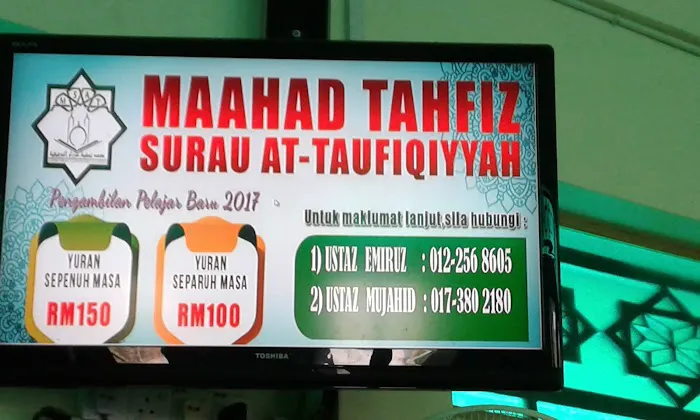 MAAHAD TAHFIZ
SURAU AT-TAUFIQIYYAH
Pengambilan Pelajar Baru 2017
Untuk maklumat lanjut,sila hubungi :
YURAN
SEPENUH MASA
RM150
YURAN
SEPARUH MASA
RM100
1) USTAZ EMIRUZ : 012-256 8605
2) USTAZ MUJAHID : 017-380 2180
TOSHIBA